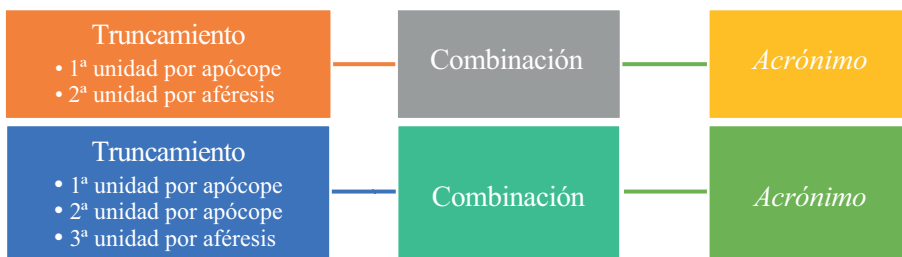 Truncamiento
• 1ª unidad por apócope
• 2ª unidad por aféresis
Combinación
Acrónimo
Truncamiento
• 1ª unidad por apócope
• 2ª unidad por apócope
• 3ª unidad por aféresis
Combinación
Acrónimo